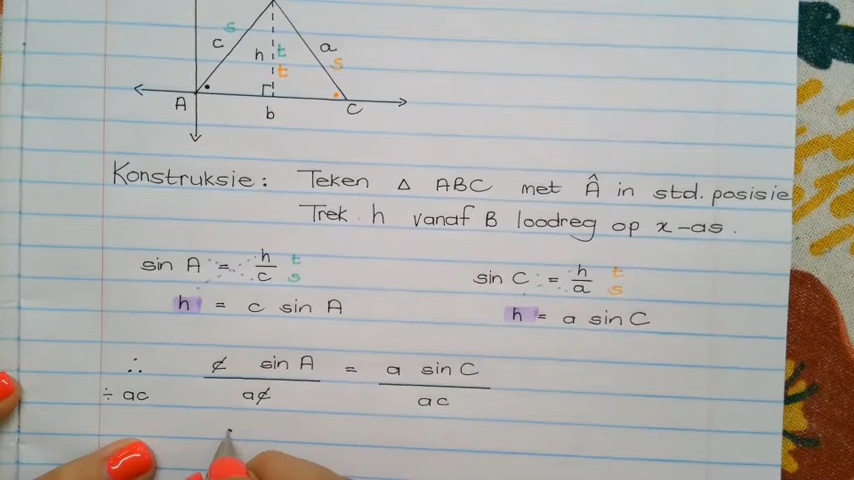 c s h t a s
t
A b C
Konstruksie: Teken Δ ABC met Â in std. posisie
Trek h vanaf B loodreg op x-as.
sin A = h/c t/s sin C = h/a t/s
h = c sin A h = a sin C
∴ c sin A / ac = a sin C / ac
÷ ac